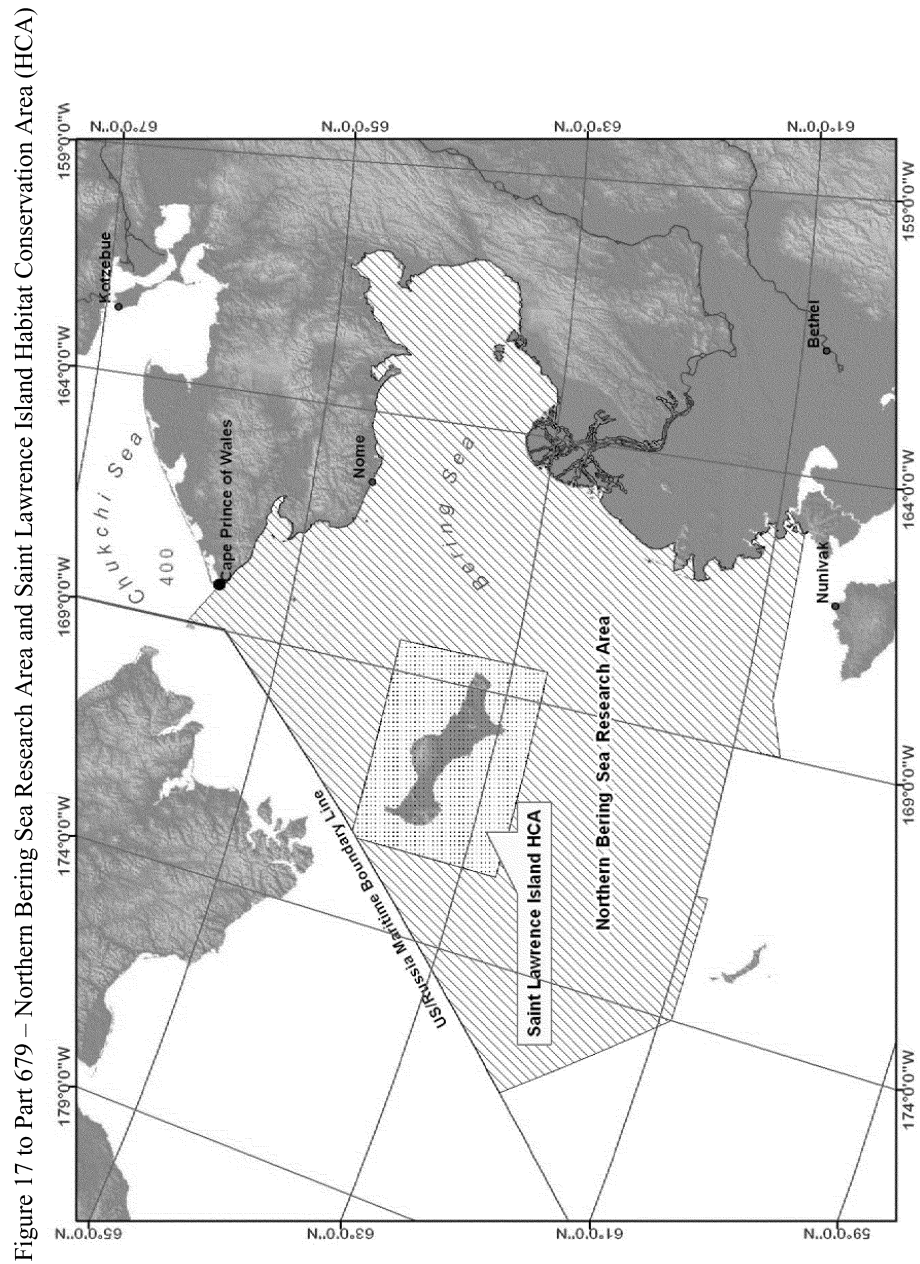 Figure 17 to Part 679 – Northern Bering Sea Research Area and Saint Lawrence Island Habitat Conservation Area (HCA)
179°0'0"W
174°0'0"W
169°0'0"W
164°0'0"W
159°0'0"W
65°0'0"N
67°0'0"N
Chukchi Sea
400
Kotzebue
Cape Prince of Wales
63°0'0"N
65°0'0"N
Nome
US/Russia Maritime Boundary Line
Bering Sea
Saint Lawrence Island HCA
61°0'0"N
63°0'0"N
Northern Bering Sea Research Area
Nunivak
Bethel
59°0'0"N
61°0'0"N
174°0'0"W
169°0'0"W
164°0'0"W
159°0'0"W